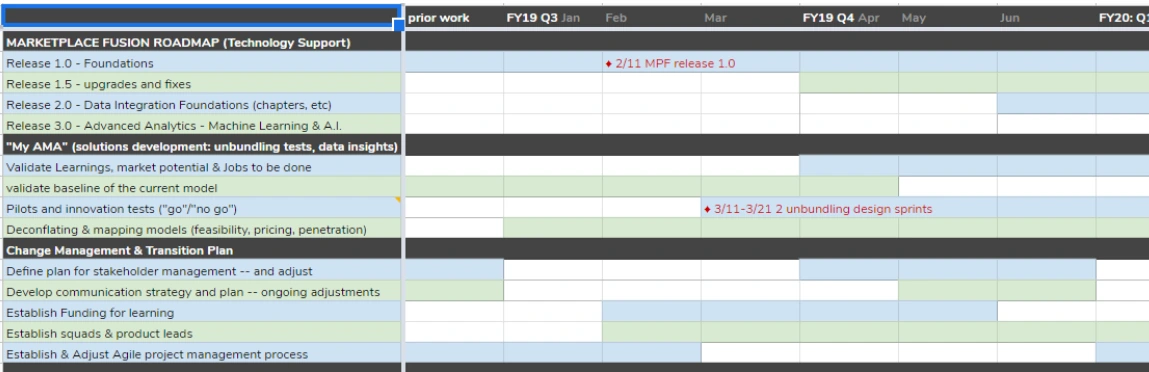 prior work FY19 Q3 Jan Feb Mar FY19 Q4 Apr May Jun FY20: Q1
MARKETPLACE FUSION ROADMAP (Technology Support)
Release 1.0 - Foundations ♦ 2/11 MPF release 1.0
Release 1.5 - upgrades and fixes
Release 2.0 - Data Integration Foundations (chapters, etc)
Release 3.0 - Advanced Analytics - Machine Learning & A.I.
"My AMA" (solutions development: unbundling tests, data insights)
Validate Learnings, market potential & Jobs to be done
validate baseline of the current model
Pilots and innovation tests ("go"/"no go") ♦ 3/11-3/21 2 unbundling design sprints
Deconflating & mapping models (feasibility, pricing, penetration)
Change Management & Transition Plan
Define plan for stakeholder management -- and adjust
Develop communication strategy and plan -- ongoing adjustments
Establish Funding for learning
Establish squads & product leads
Establish & Adjust Agile project management process